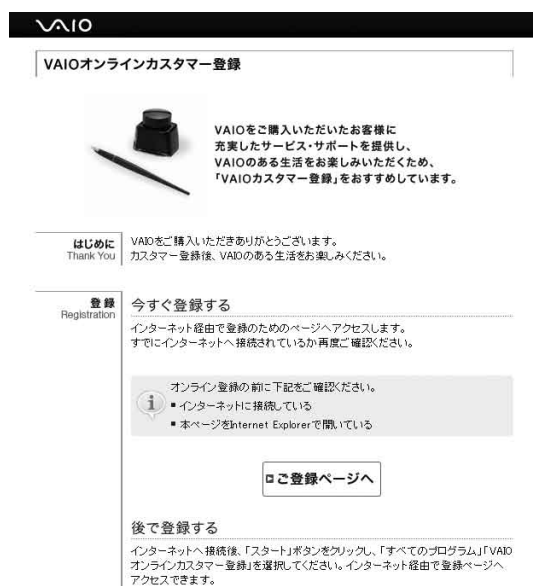 VAIO
VAIOオンラインカスタマー登録
VAIOをご購入いただいたお客様に
充実したサービス・サポートを提供し、
VAIOのある生活をお楽しみいただくため、
「VAIOカスタマー登録」をおすすめしています。
はじめに
Thank You
VAIOをご購入いただきありがとうございます。
カスタマー登録後、VAIOのある生活をお楽しみください。
登録
Registration
今すぐ登録する
インターネット経由で登録のためのページへアクセスします。
すでにインターネットへ接続されているか再度ご確認ください。
オンライン登録の前に下記をご確認ください。
■ インターネットに接続している
■ 本ページをInternet Explorerで開いている
ご登録ページへ
後で登録する
インターネットへ接続後、「スタート」ボタンをクリックし、「すべてのプログラム」「VAIO
オンラインカスタマー登録」を選択してください。インターネット経由で登録ページへ
アクセスできます。